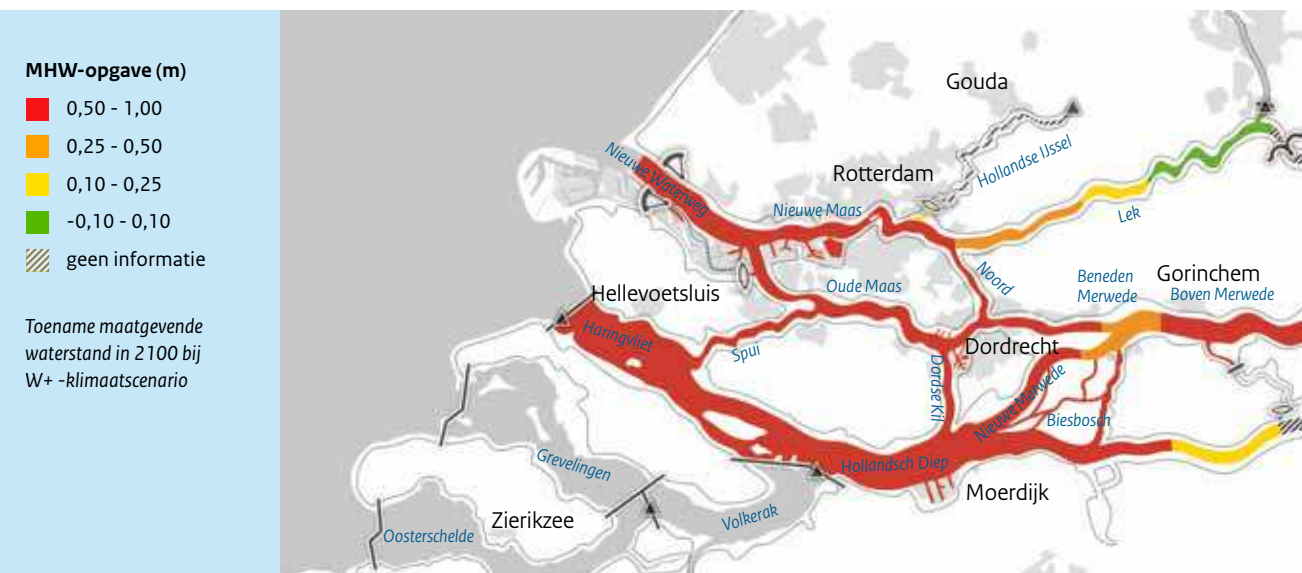 MHW-opgave (m)
0,50 - 1,00
0,25 - 0,50
0,10 - 0,25
-0,10 - 0,10
geen informatie
Toename maatgevende
waterstand in 2100 bij
W+ -klimaatscenario
Gouda
Hollandse IJssel
Rotterdam
Nieuwe Waterweg
Nieuwe Maas
Lek
Noord
Oude Maas
Beneden
Merwede
Gorinchem
Boven Merwede
Hellevoetsluis
Haringvliet
Spui
Dordrecht
Dordse Kil
Nieuwe Merwede
Biesbosch
Hollandsch Diep
Moerdijk
Grevelingen
Volkerak
Zierikzee
Oosterschelde